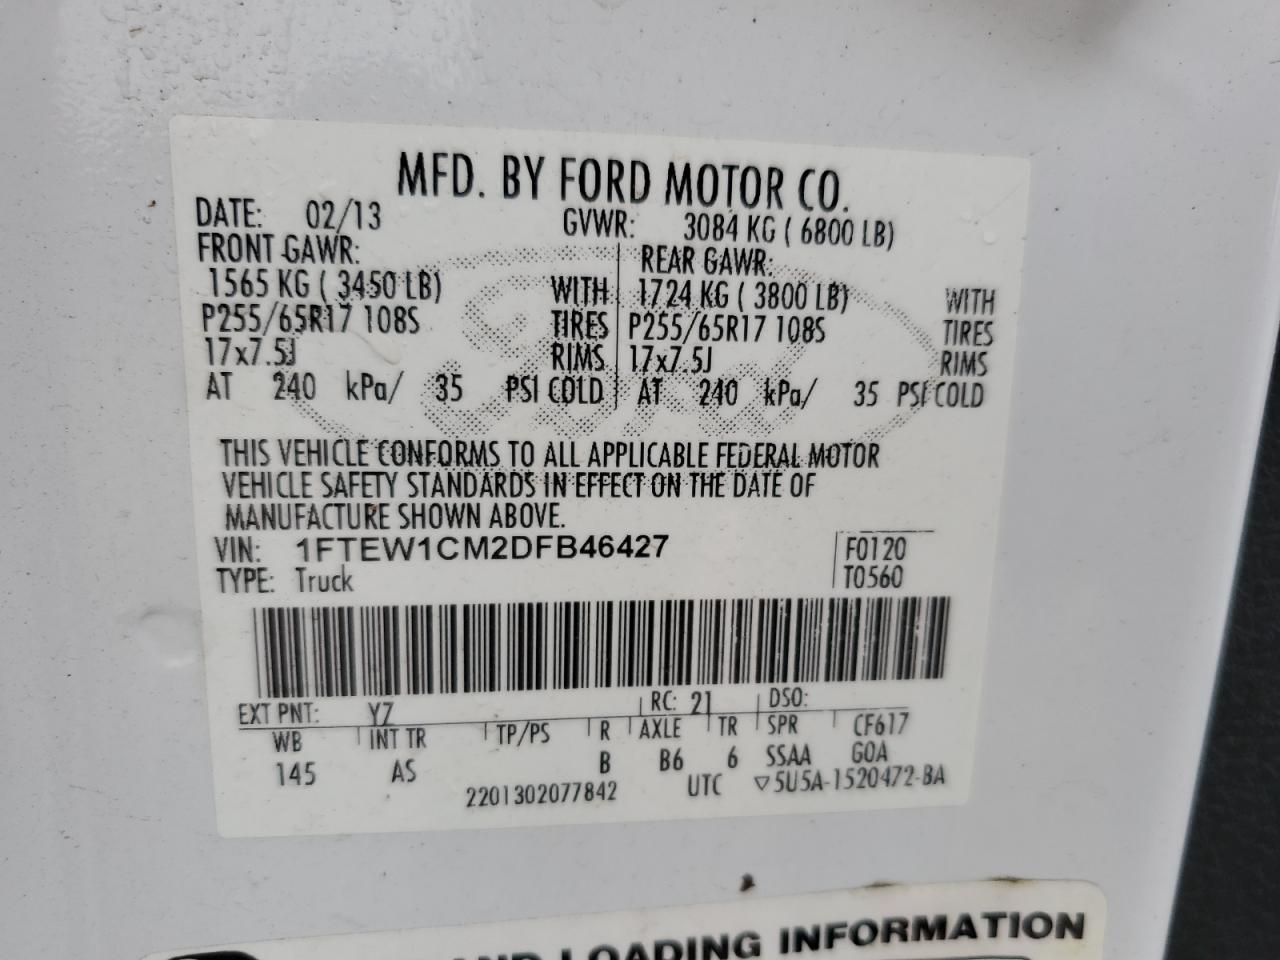 MFD. BY FORD MOTOR CO.
DATE: 02/13 GVWR: 3084 KG ( 6800 LB)
FRONT GAWR: REAR GAWR:
1565 KG ( 3450 LB) WITH 1724 KG ( 3800 LB) WITH
P255/65R17 108S TIRES P255/65R17 108S TIRES
17x7.5J RIMS 17x7.5J RIMS
AT 240 kPa/ 35 PSI COLD AT 240 kPa/ 35 PSI COLD
Ford
THIS VEHICLE CONFORMS TO ALL APPLICABLE FEDERAL MOTOR
VEHICLE SAFETY STANDARDS IN EFFECT ON THE DATE OF
MANUFACTURE SHOWN ABOVE.
VIN: 1FTEW1CM2DFB46427 F0120
TYPE: Truck T0560
EXT PNT: YZ RC: 21 DSO:
WB INT TR TP/PS R AXLE TR SPR CF617
145 AS B B6 6 SSAA GOA
2201302077842 UTC ▽5U5A-1520472-BA
AND LOADING INFORMATION